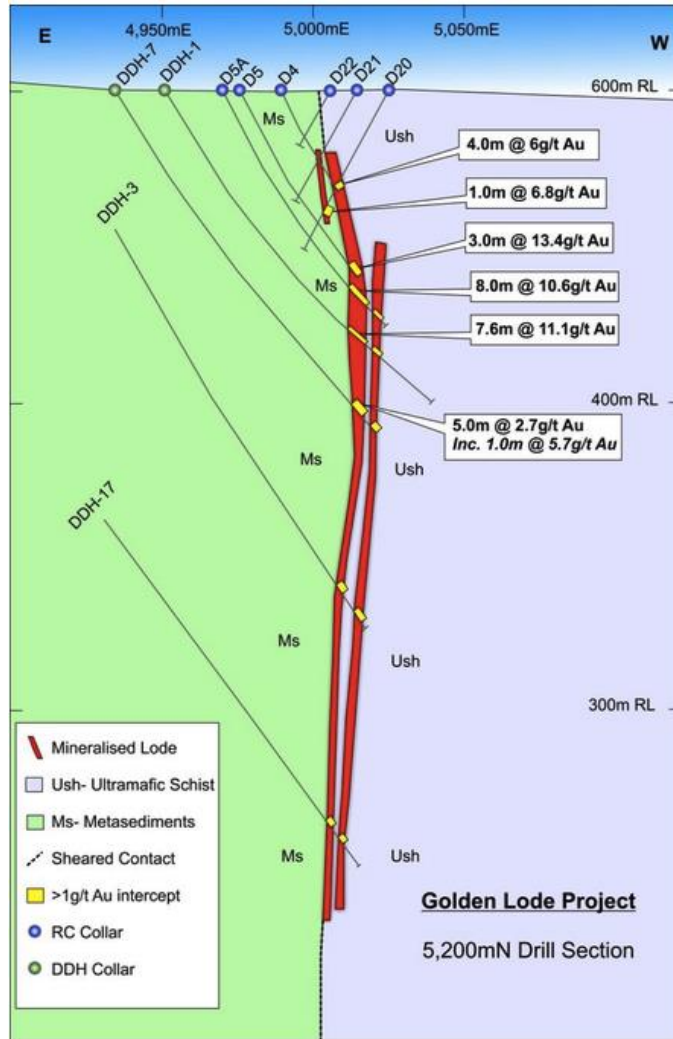 4,950mE
5,000mE
5,050mE
E
W
DDH-7
DDH-1
D5A
D5
D4
D22
D21
D20
600m RL
Ms
Ush
4.0m @ 6g/t Au
1.0m @ 6.8g/t Au
DDH-3
3.0m @ 13.4g/t Au
Ms
8.0m @ 10.6g/t Au
7.6m @ 11.1g/t Au
400m RL
5.0m @ 2.7g/t Au
Inc. 1.0m @ 5.7g/t Au
Ms
Ush
DDH-17
Ms
Ush
300m RL
Mineralised Lode
Ush- Ultramafic Schist
Ms- Metasediments
Sheared Contact
>1g/t Au intercept
RC Collar
DDH Collar
Ms
Ush
Golden Lode Project
5,200mN Drill Section